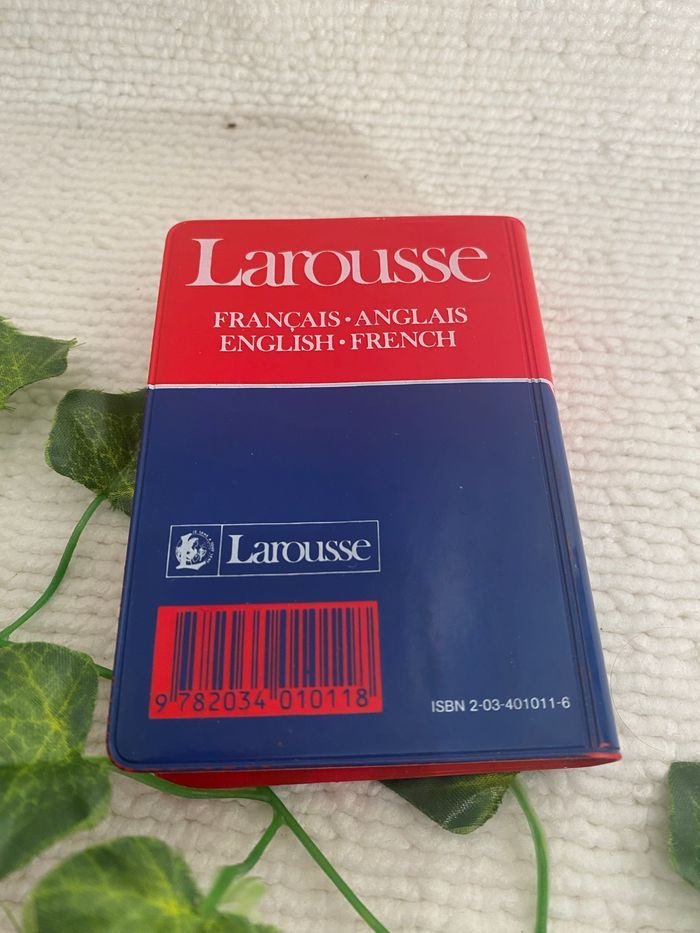 Larousse
FRANÇAIS • ANGLAIS
ENGLISH • FRENCH
Larousse
9 782034 010118
ISBN 2-03-401011-6